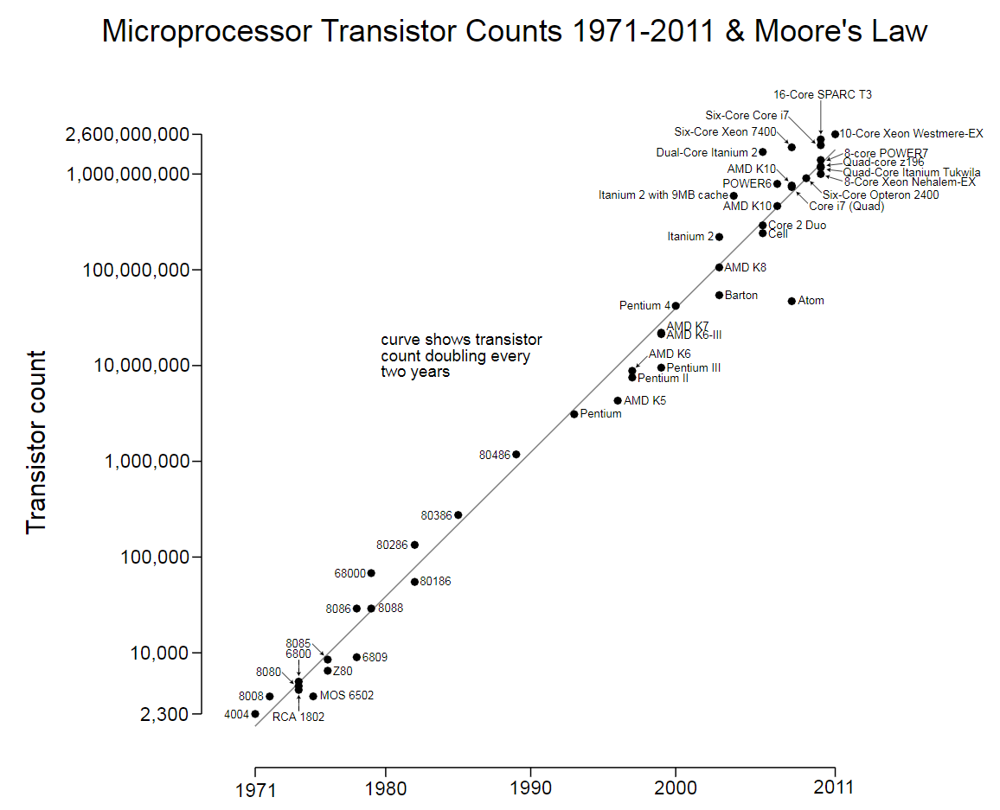 Microprocessor Transistor Counts 1971-2011 & Moore's Law
16-Core SPARC T3
Six-Core Core i7
Six-Core Xeon 7400
10-Core Xeon Westmere-EX
Dual-Core Itanium 2
8-core POWER7
Quad-core z196
AMD K10
Quad-Core Itanium Tukwila
POWER6
8-Core Xeon Nehalem-EX
Itanium 2 with 9MB cache
Six-Core Opteron 2400
AMD K10
Core i7 (Quad)
Core 2 Duo
Cell
Itanium 2
AMD K8
Barton
Atom
Pentium 4
AMD K7
AMD K6-III
curve shows transistor
count doubling every
two years
AMD K6
Pentium III
Pentium II
AMD K5
Pentium
80486
80386
80286
68000
80186
8086
8088
8085
6800
6809
8080
Z80
8008
MOS 6502
4004
RCA 1802
2,600,000,000
1,000,000,000
100,000,000
10,000,000
1,000,000
100,000
10,000
2,300
Transistor count
1971
1980
1990
2000
2011